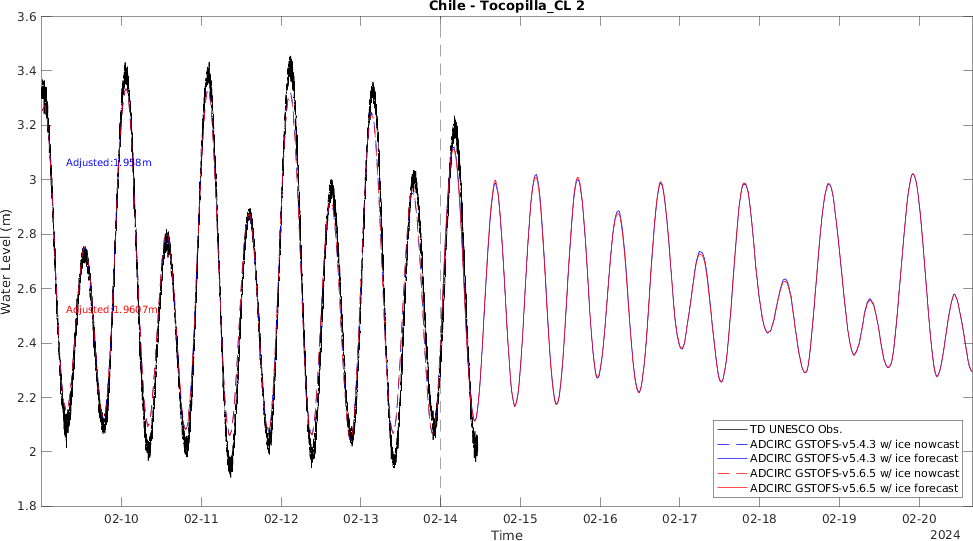 Chile - Tocopilla_CL 2
3.6
3.4
3.2
3
2.8
2.6
2.4
2.2
2
1.8
Water Level (m)
Adjusted:1.958m
Adjusted:1.9607m
TD UNESCO Obs.
ADCIRC GSTOFS-v5.4.3 w/ ice nowcast
ADCIRC GSTOFS-v5.4.3 w/ ice forecast
ADCIRC GSTOFS-v5.6.5 w/ ice nowcast
ADCIRC GSTOFS-v5.6.5 w/ ice forecast
02-10 02-11 02-12 02-13 02-14 02-15 02-16 02-17 02-18 02-19 02-20
Time
2024